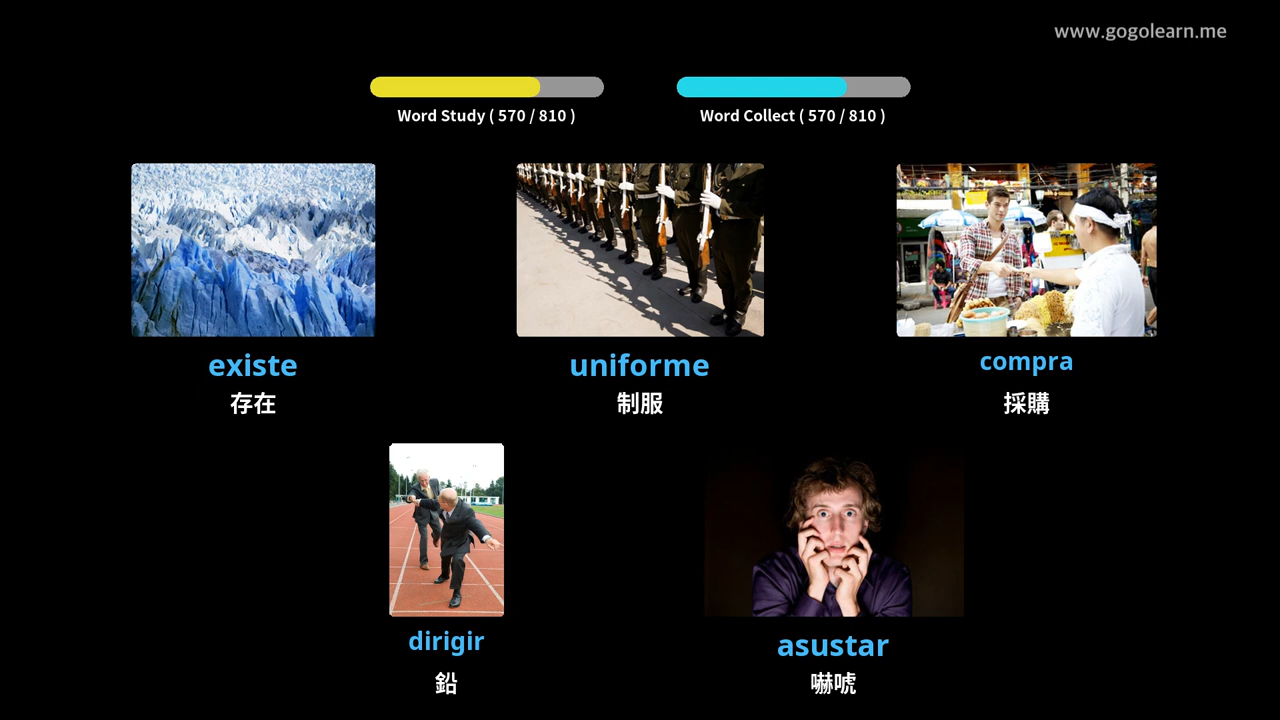 www.gogolearn.me
Word Study ( 570 / 810 )
Word Collect ( 570 / 810 )
existe
存在
uniforme
制服
compra
採購
dirigir
鉛
asustar
嚇唬